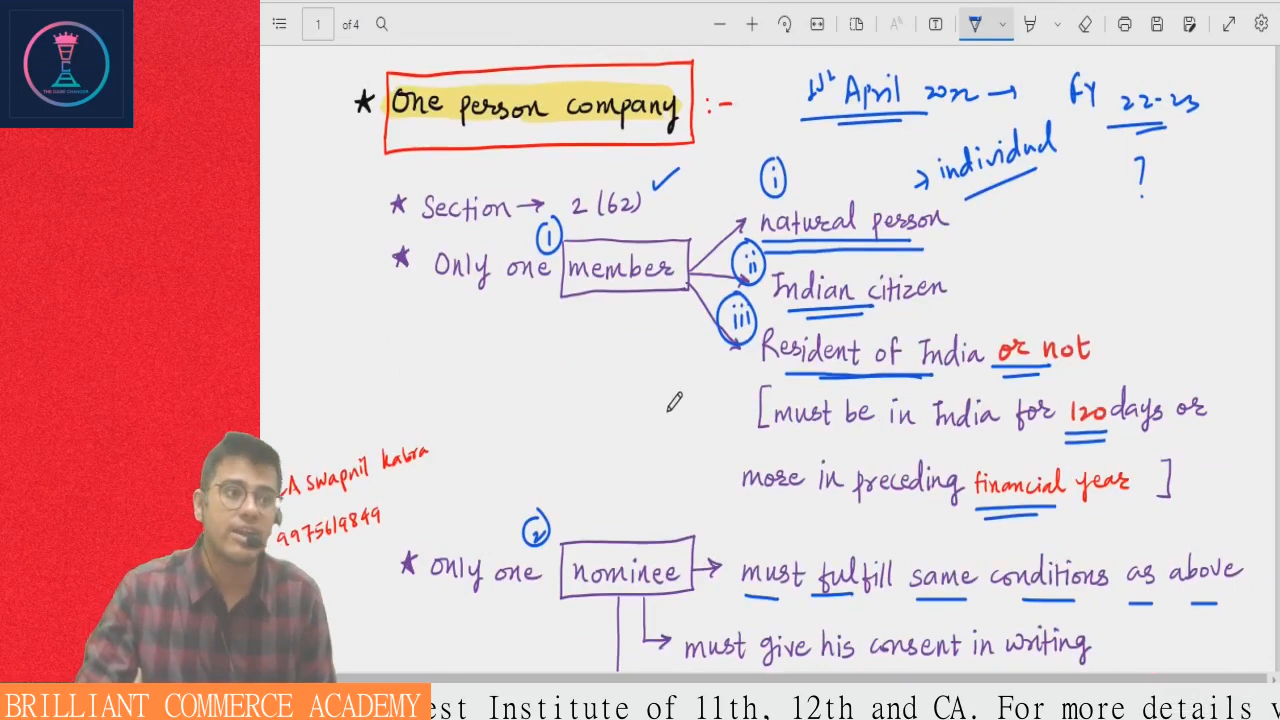 1 of 4
THE GAME CHANGER
★ One person company :-
1st April 2022 → FY 22-23
?
→ individual
★ Section → 2 (62) ✓
(i) natural person
★ Only one (1) member
(ii) Indian citizen
(iii) Resident of India or not
[must be in India for 120 days or
more in preceding financial year ]
CA Swapnil Kabra
9975619849
★ only one (2) nominee → must fulfill same conditions as above
→ must give his consent in writing
BRILLIANT COMMERCE ACADEMY
est Institute of 11th, 12th and CA. For more details v